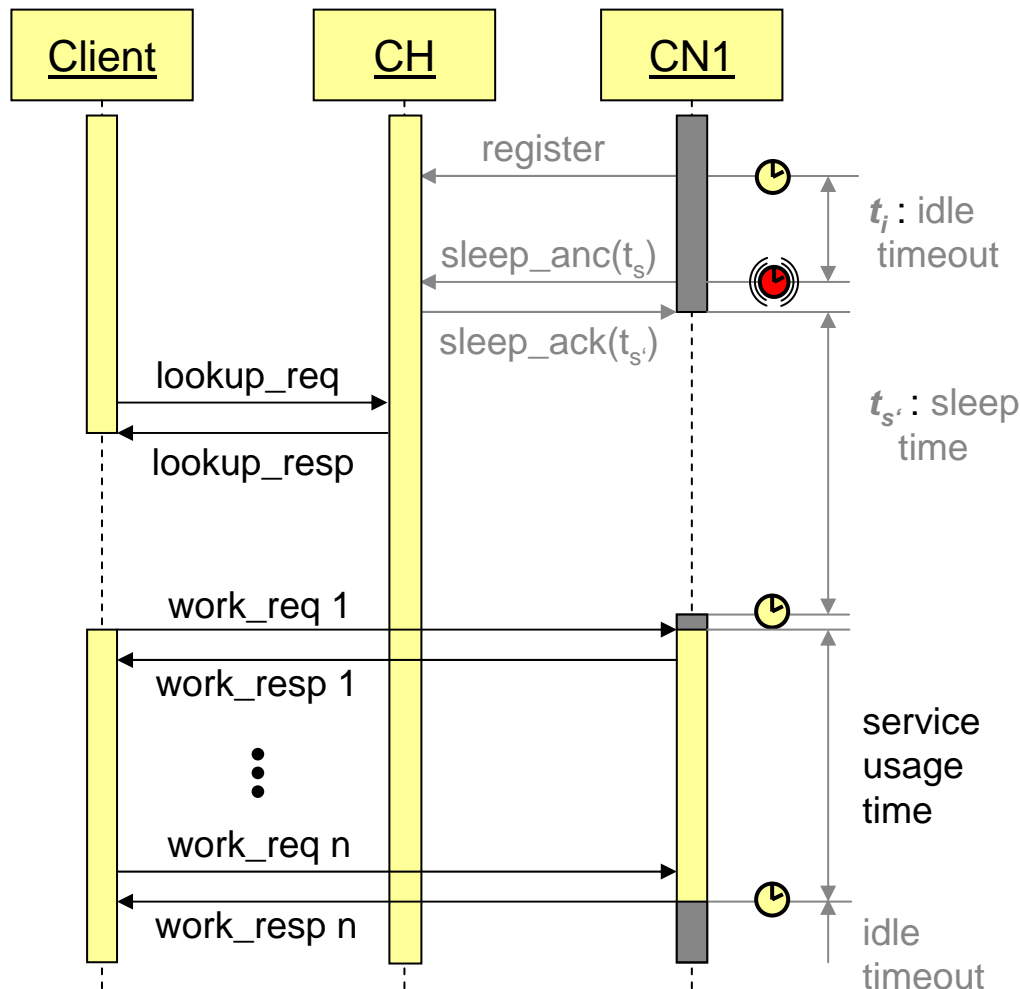 Client
CH
CN1
register
t_i : idle
timeout
sleep_anc(t_s)
sleep_ack(t_s‘)
lookup_req
t_s‘ : sleep
time
lookup_resp
work_req 1
work_resp 1
service
usage
time
work_req n
work_resp n
idle
timeout